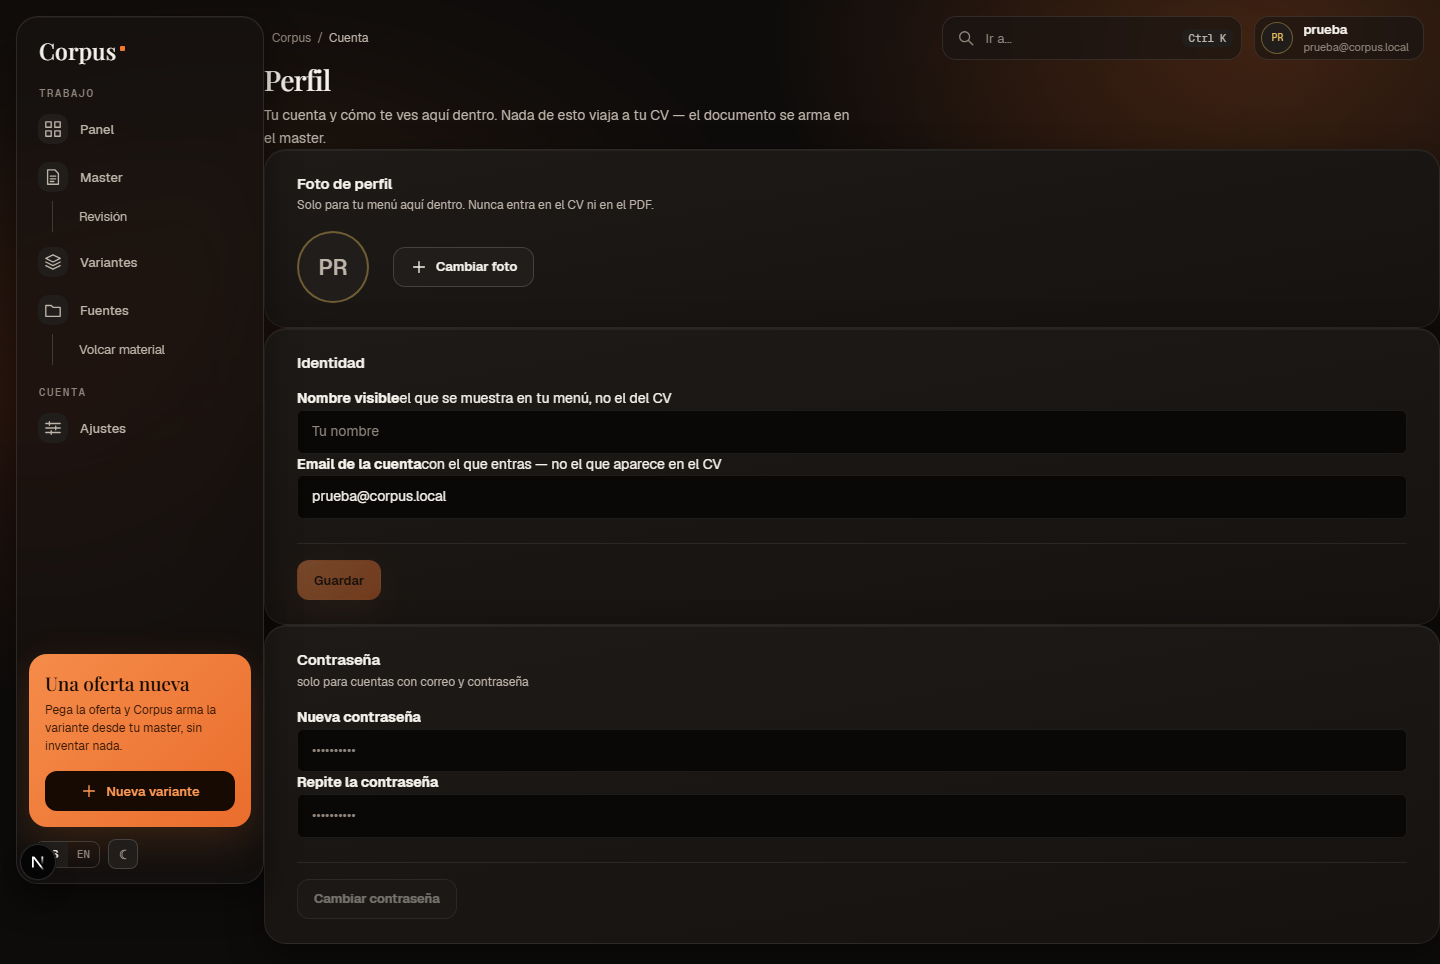 Corpus
TRABAJO
Panel
Master
Revisión
Variantes
Fuentes
Volcar material
CUENTA
Ajustes
Una oferta nueva
Pega la oferta y Corpus arma la
variante desde tu master, sin
inventar nada.
Nueva variante
EN
Corpus / Cuenta
Ir a...
Ctrl K
PR
prueba
prueba@corpus.local
Perfil
Tu cuenta y cómo te ves aquí dentro. Nada de esto viaja a tu CV — el documento se arma en
el master.
Foto de perfil
Solo para tu menú aquí dentro. Nunca entra en el CV ni en el PDF.
PR
Cambiar foto
Identidad
Nombre visibleel que se muestra en tu menú, no el del CV
Tu nombre
Email de la cuentacon el que entras — no el que aparece en el CV
prueba@corpus.local
Guardar
Contraseña
solo para cuentas con correo y contraseña
Nueva contraseña
••••••••••
Repite la contraseña
••••••••••
Cambiar contraseña